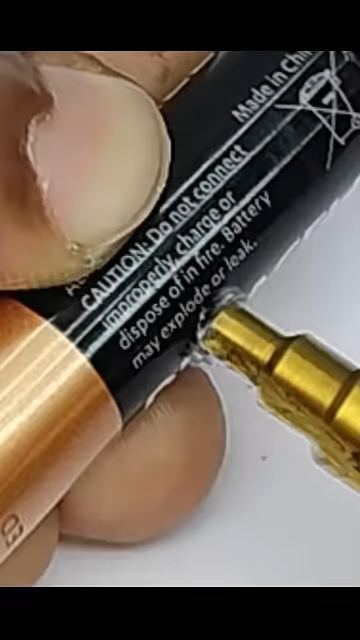 Made in Chi
CAUTION: Do not connect
improperly, charge or
dispose of in fire. Battery
may explode or leak.